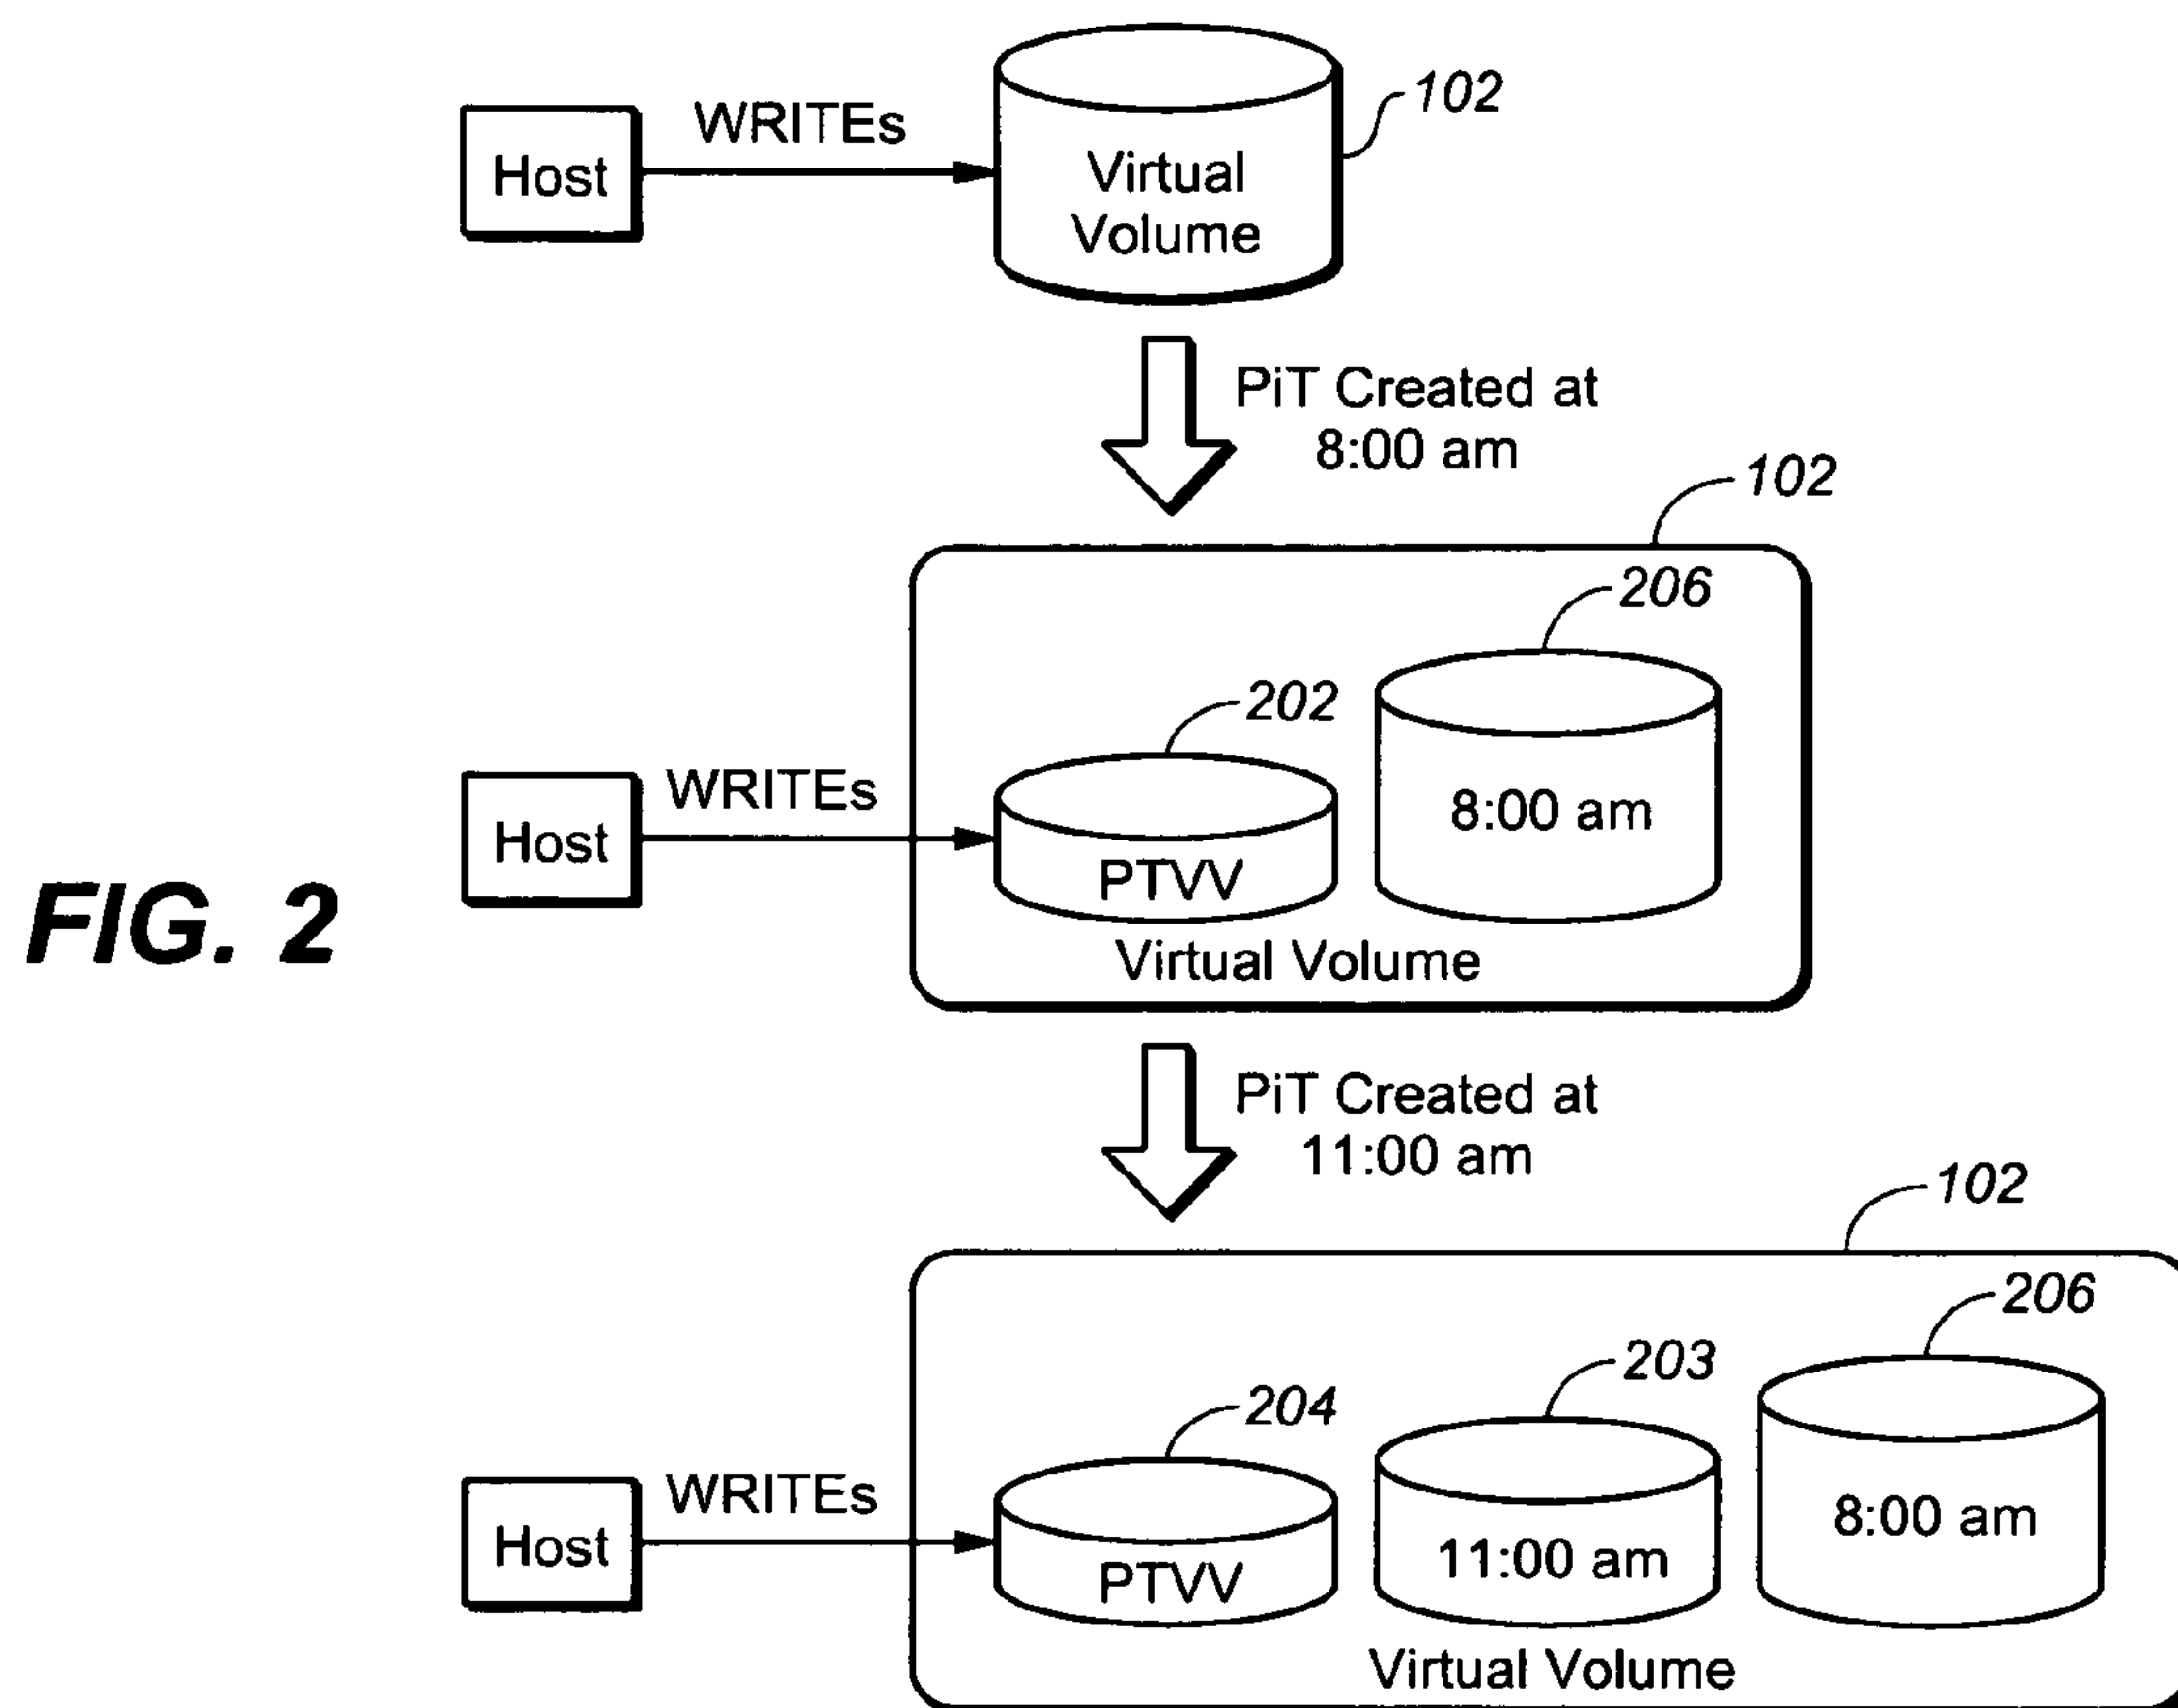 102
WRITEs
Host
Virtual
Volume
PiT Created at
8:00 am
102
206
202
WRITEs
8:00 am
Host
PTVV
FIG. 2
Virtual Volume
PiT Created at
11:00 am
102
206
203
204
WRITEs
8:00 am
Host
11:00 am
PTVV
Virtual Volume